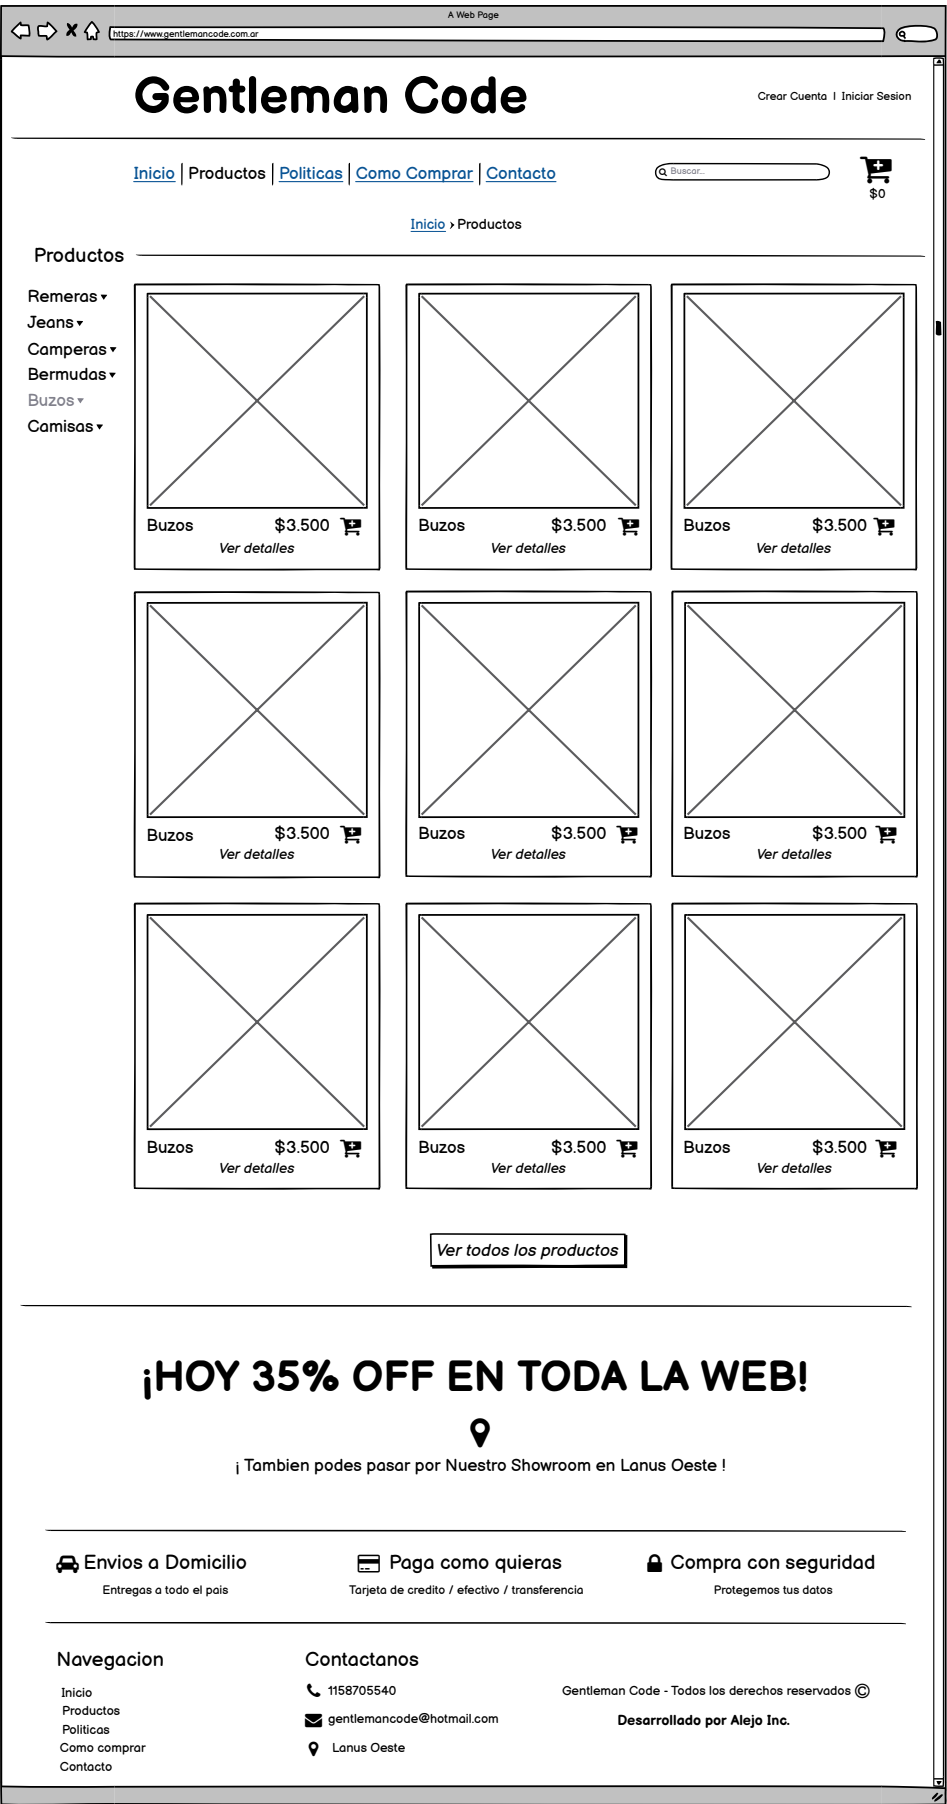 A Web Page
https://www.gentlemancode.com.ar
Gentleman Code
Crear Cuenta | Iniciar Sesion
Inicio | Productos | Politicas | Como Comprar | Contacto
Buscar...
$0
Inicio › Productos
Productos
Remeras
Jeans
Camperas
Bermudas
Buzos
Camisas
Buzos $3.500
Ver detalles
Buzos $3.500
Ver detalles
Buzos $3.500
Ver detalles
Buzos $3.500
Ver detalles
Buzos $3.500
Ver detalles
Buzos $3.500
Ver detalles
Buzos $3.500
Ver detalles
Buzos $3.500
Ver detalles
Buzos $3.500
Ver detalles
Ver todos los productos
¡HOY 35% OFF EN TODA LA WEB!
¡ Tambien podes pasar por Nuestro Showroom en Lanus Oeste !
Envios a Domicilio
Entregas a todo el pais
Paga como quieras
Tarjeta de credito / efectivo / transferencia
Compra con seguridad
Protegemos tus datos
Navegacion
Inicio
Productos
Politicas
Como comprar
Contacto
Contactanos
1158705540
gentlemancode@hotmail.com
Lanus Oeste
Gentleman Code - Todos los derechos reservados ©
Desarrollado por Alejo Inc.